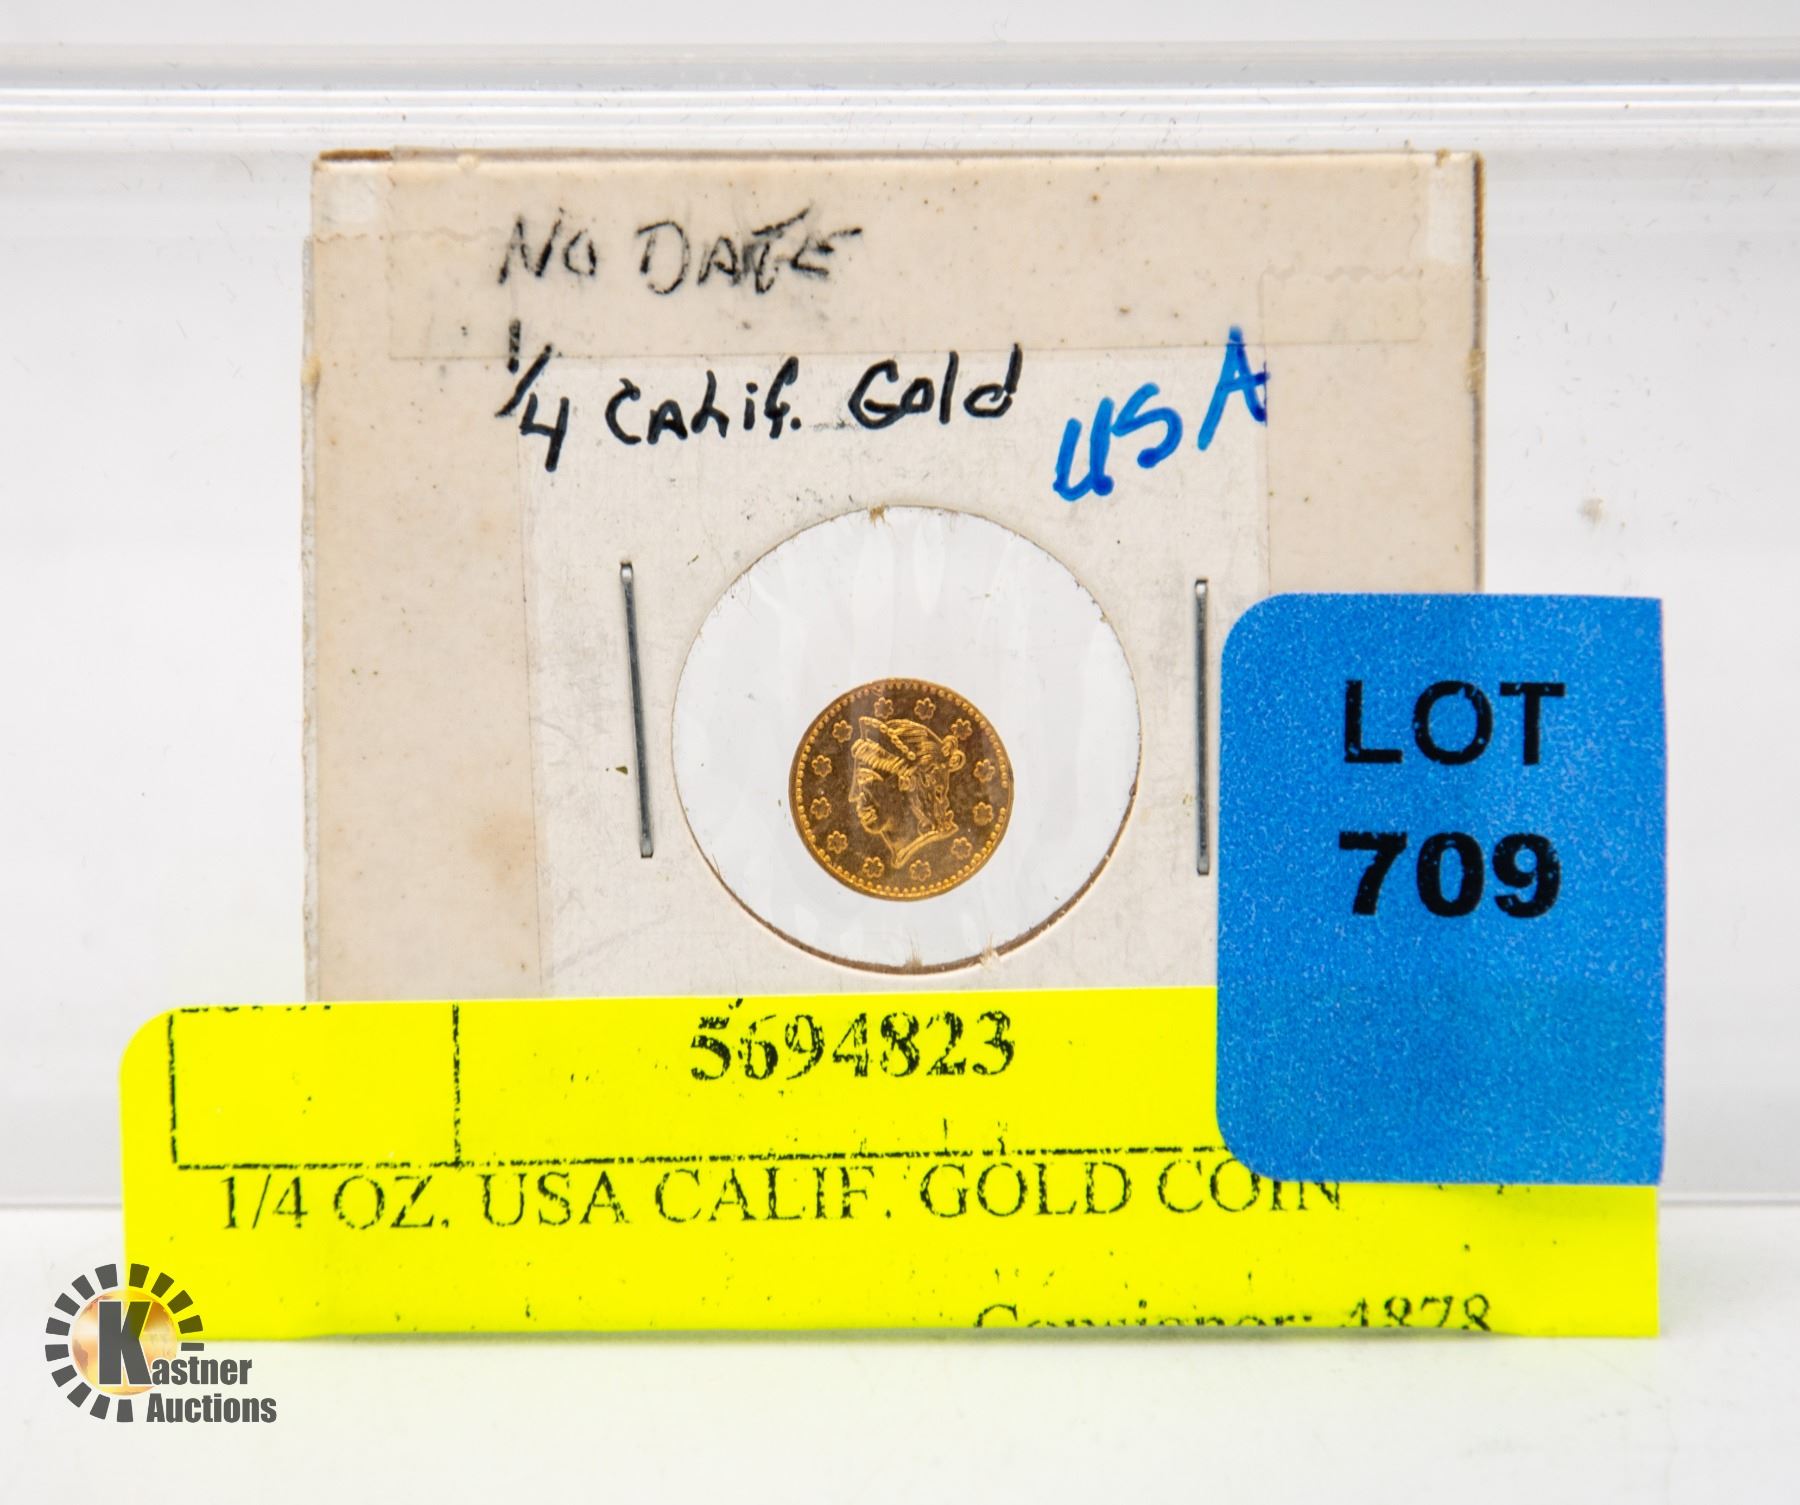 NO DATE
1/4 CALif. Gold USA
LOT
709
5694823
1/4 OZ. USA CALIF. GOLD COIN
4878
Kastner
Auctions